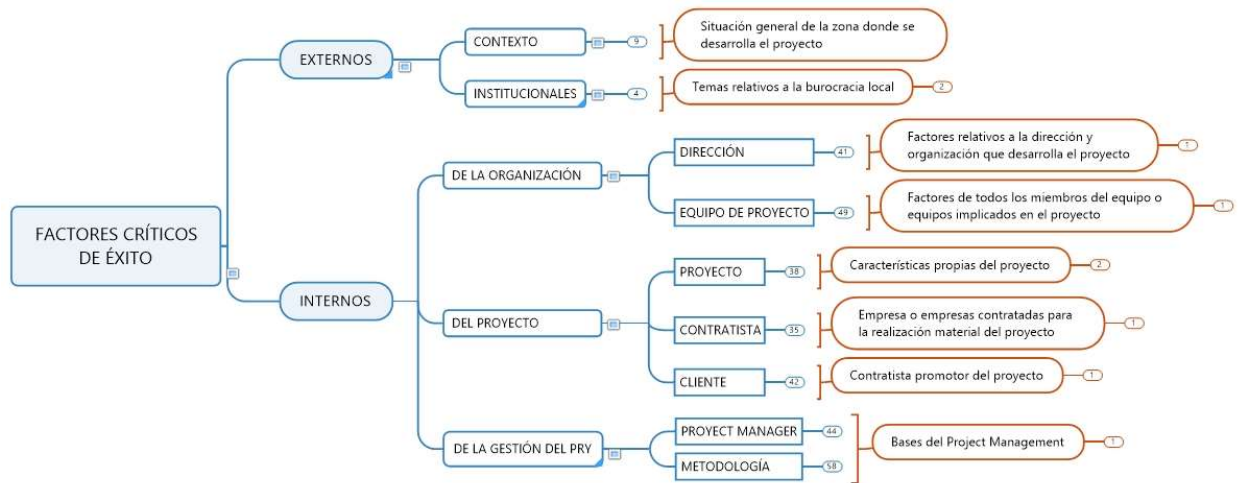 FACTORES CRÍTICOS
DE ÉXITO
EXTERNOS
CONTEXTO
9
Situación general de la zona donde se
desarrolla el proyecto
INSTITUCIONALES
4
Temas relativos a la burocracia local
2
INTERNOS
DE LA ORGANIZACIÓN
DIRECCIÓN
41
Factores relativos a la dirección y
organización que desarrolla el proyecto
1
EQUIPO DE PROYECTO
49
Factores de todos los miembros del equipo o
equipos implicados en el proyecto
1
DEL PROYECTO
PROYECTO
38
Características propias del proyecto
2
CONTRATISTA
35
Empresa o empresas contratadas para
la realización material del proyecto
1
CLIENTE
42
Contratista promotor del proyecto
1
DE LA GESTIÓN DEL PRY
PROYECT MANAGER
44
METODOLOGÍA
58
Bases del Project Management
1